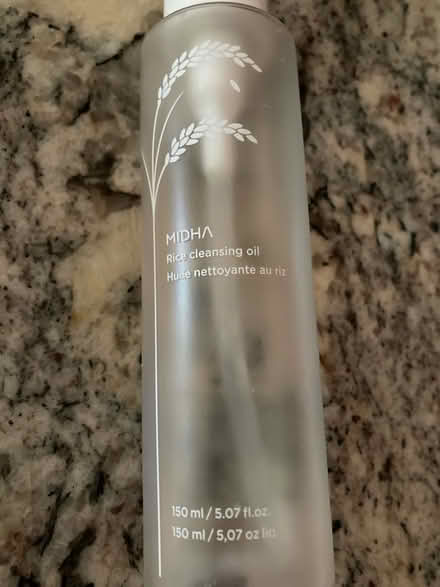 MIDHA
Rice cleansing oil
Huile nettoyante au riz
150 ml / 5.07 fl.oz.
150 ml / 5,07 oz liq.